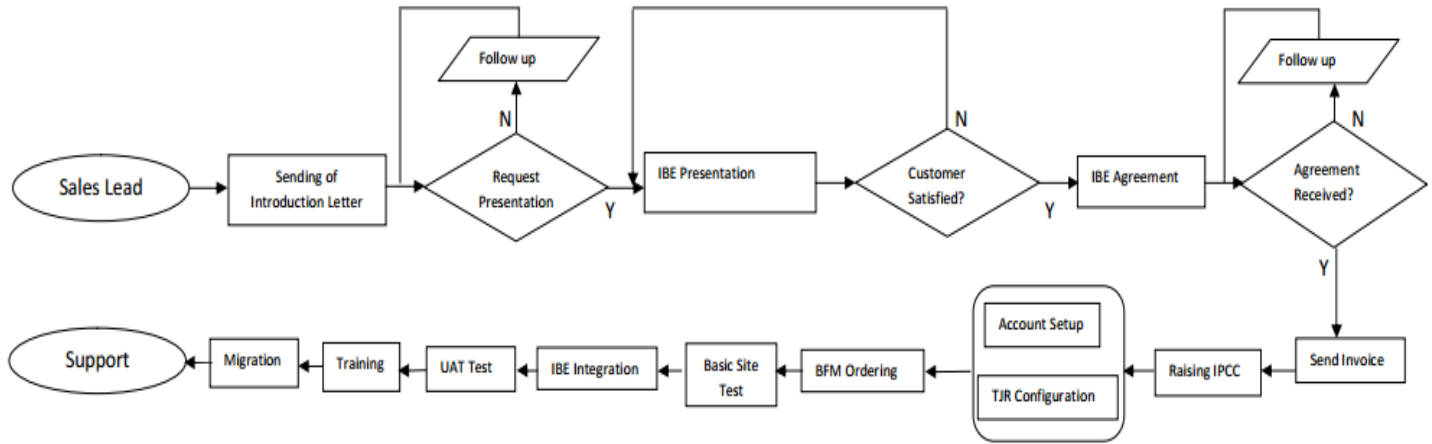 Follow up
N
Sales Lead
Sending of
Introduction Letter
Request
Presentation
Y
IBE Presentation
N
Customer
Satisfied?
Y
IBE Agreement
Follow up
N
Agreement
Received?
Y
Send Invoice
Raising IPCC
Account Setup
TJR Configuration
BFM Ordering
Basic Site
Test
IBE Integration
UAT Test
Training
Migration
Support